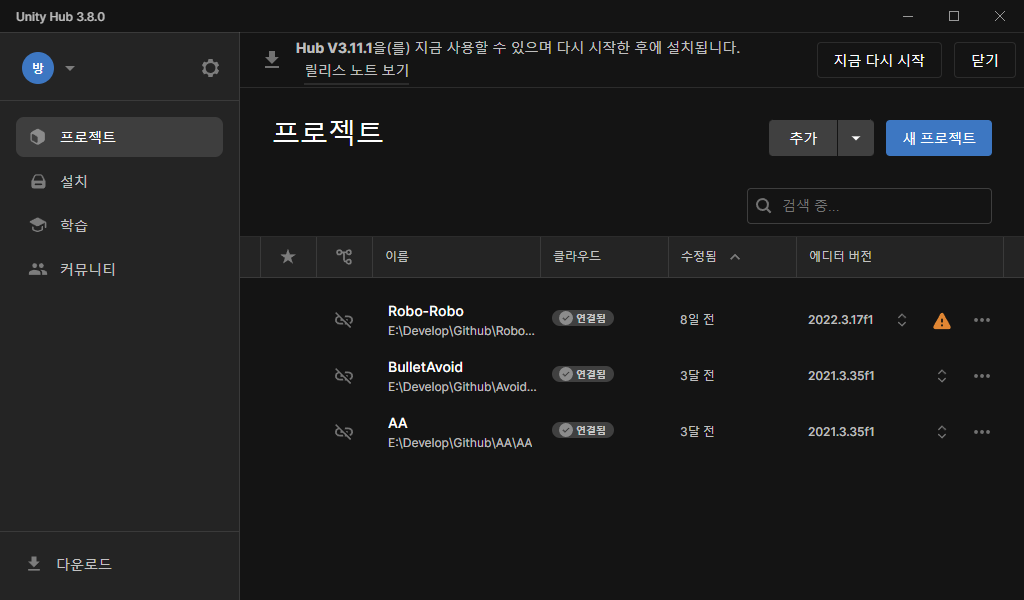 Unity Hub 3.8.0
방
Hub V3.11.1을(를) 지금 사용할 수 있으며 다시 시작한 후에 설치됩니다.
릴리스 노트 보기
지금 다시 시작
닫기
프로젝트
설치
학습
커뮤니티
다운로드
프로젝트
추가
새 프로젝트
검색 중...
이름 클라우드 수정됨 에디터 버전
Robo-Robo 연결됨 8일 전 2022.3.17f1
E:\Develop\Github\Robo...
BulletAvoid 연결됨 3달 전 2021.3.35f1
E:\Develop\Github\Avoid...
AA 연결됨 3달 전 2021.3.35f1
E:\Develop\Github\AA\AA